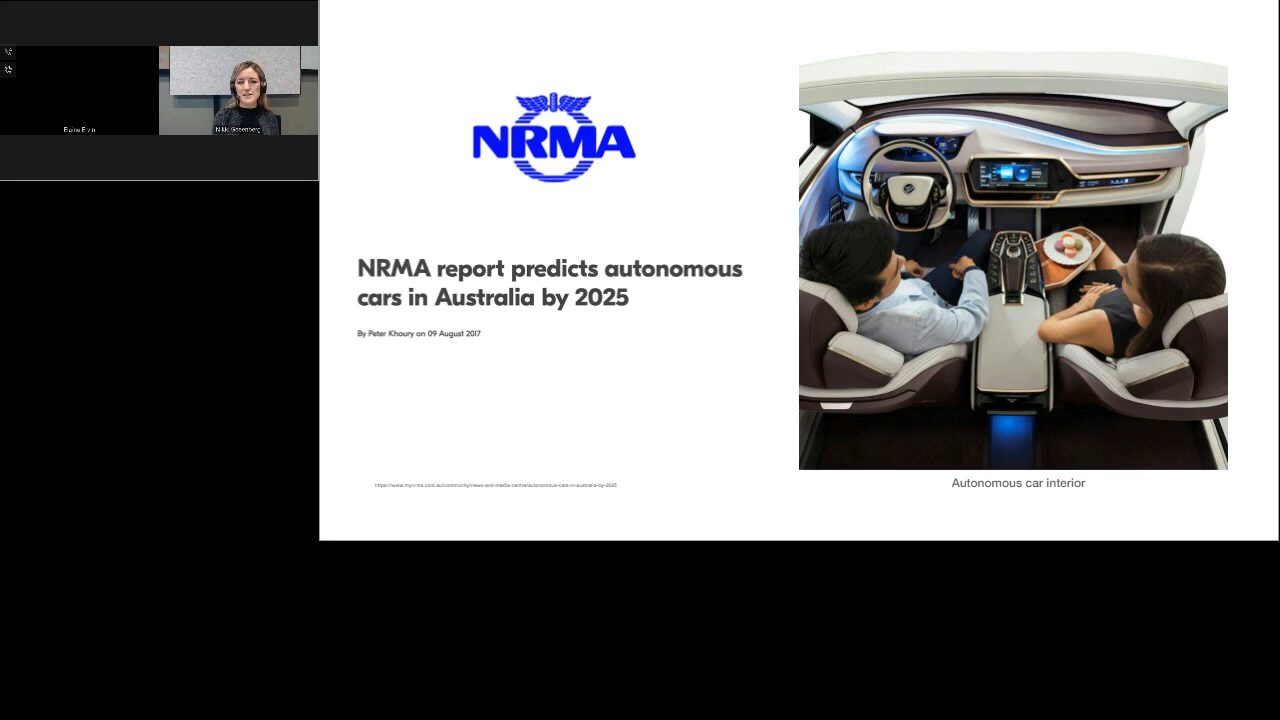 Elaine Ervin
Nikki Greenberg
NRMA
NRMA report predicts autonomous
cars in Australia by 2025
By Peter Khoury on 09 August 2017
https://www.mynrma.com.au/community/news-and-media-centre/autonomous-cars-in-australia-by-2025
Autonomous car interior